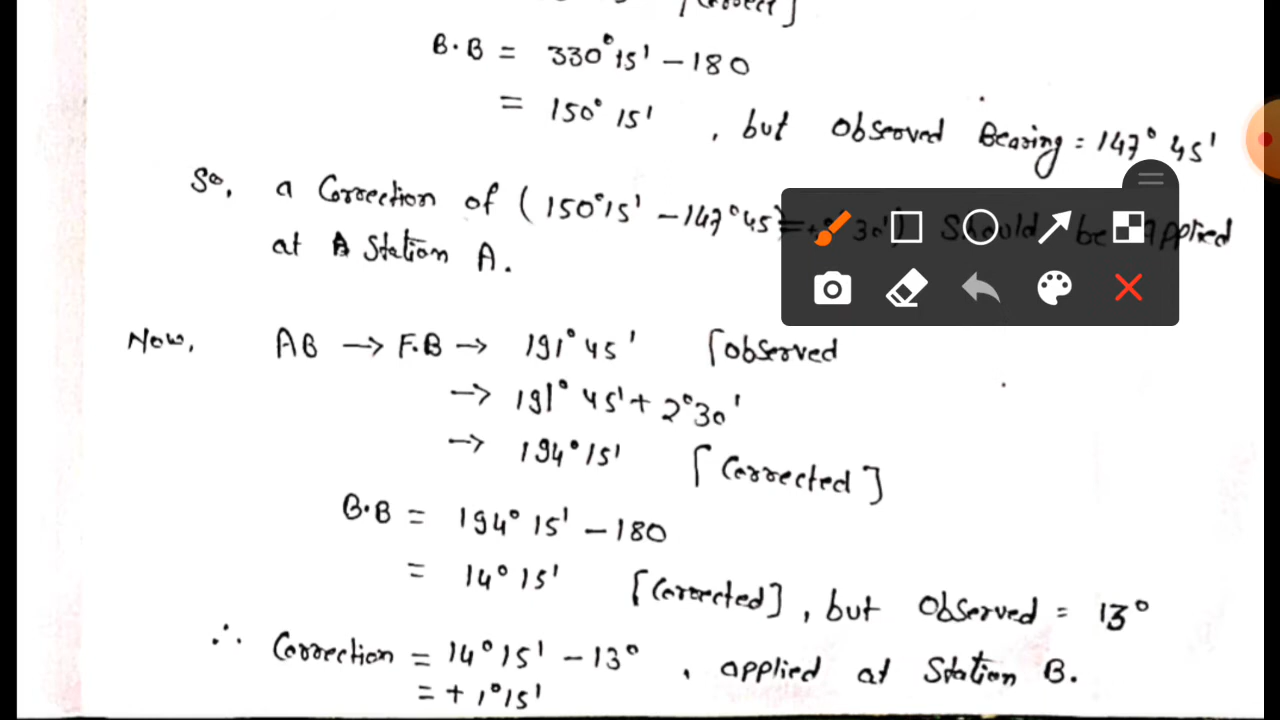 B.B = 330°15' - 180
= 150° 15' , but Observed Bearing = 147° 45'
So, a Correction of ( 150°15' - 147°45' = 30') Should be Applied
at Station A.
Now, AB → F.B → 191° 45' [observed
→ 191° 45' + 2°30'
→ 194°15' [Corrected]
B.B = 194° 15' - 180
= 14° 15' [Corrected], but Observed = 13°
∴ Correction = 14°15' - 13° , applied at Station B.
= + 1°15'